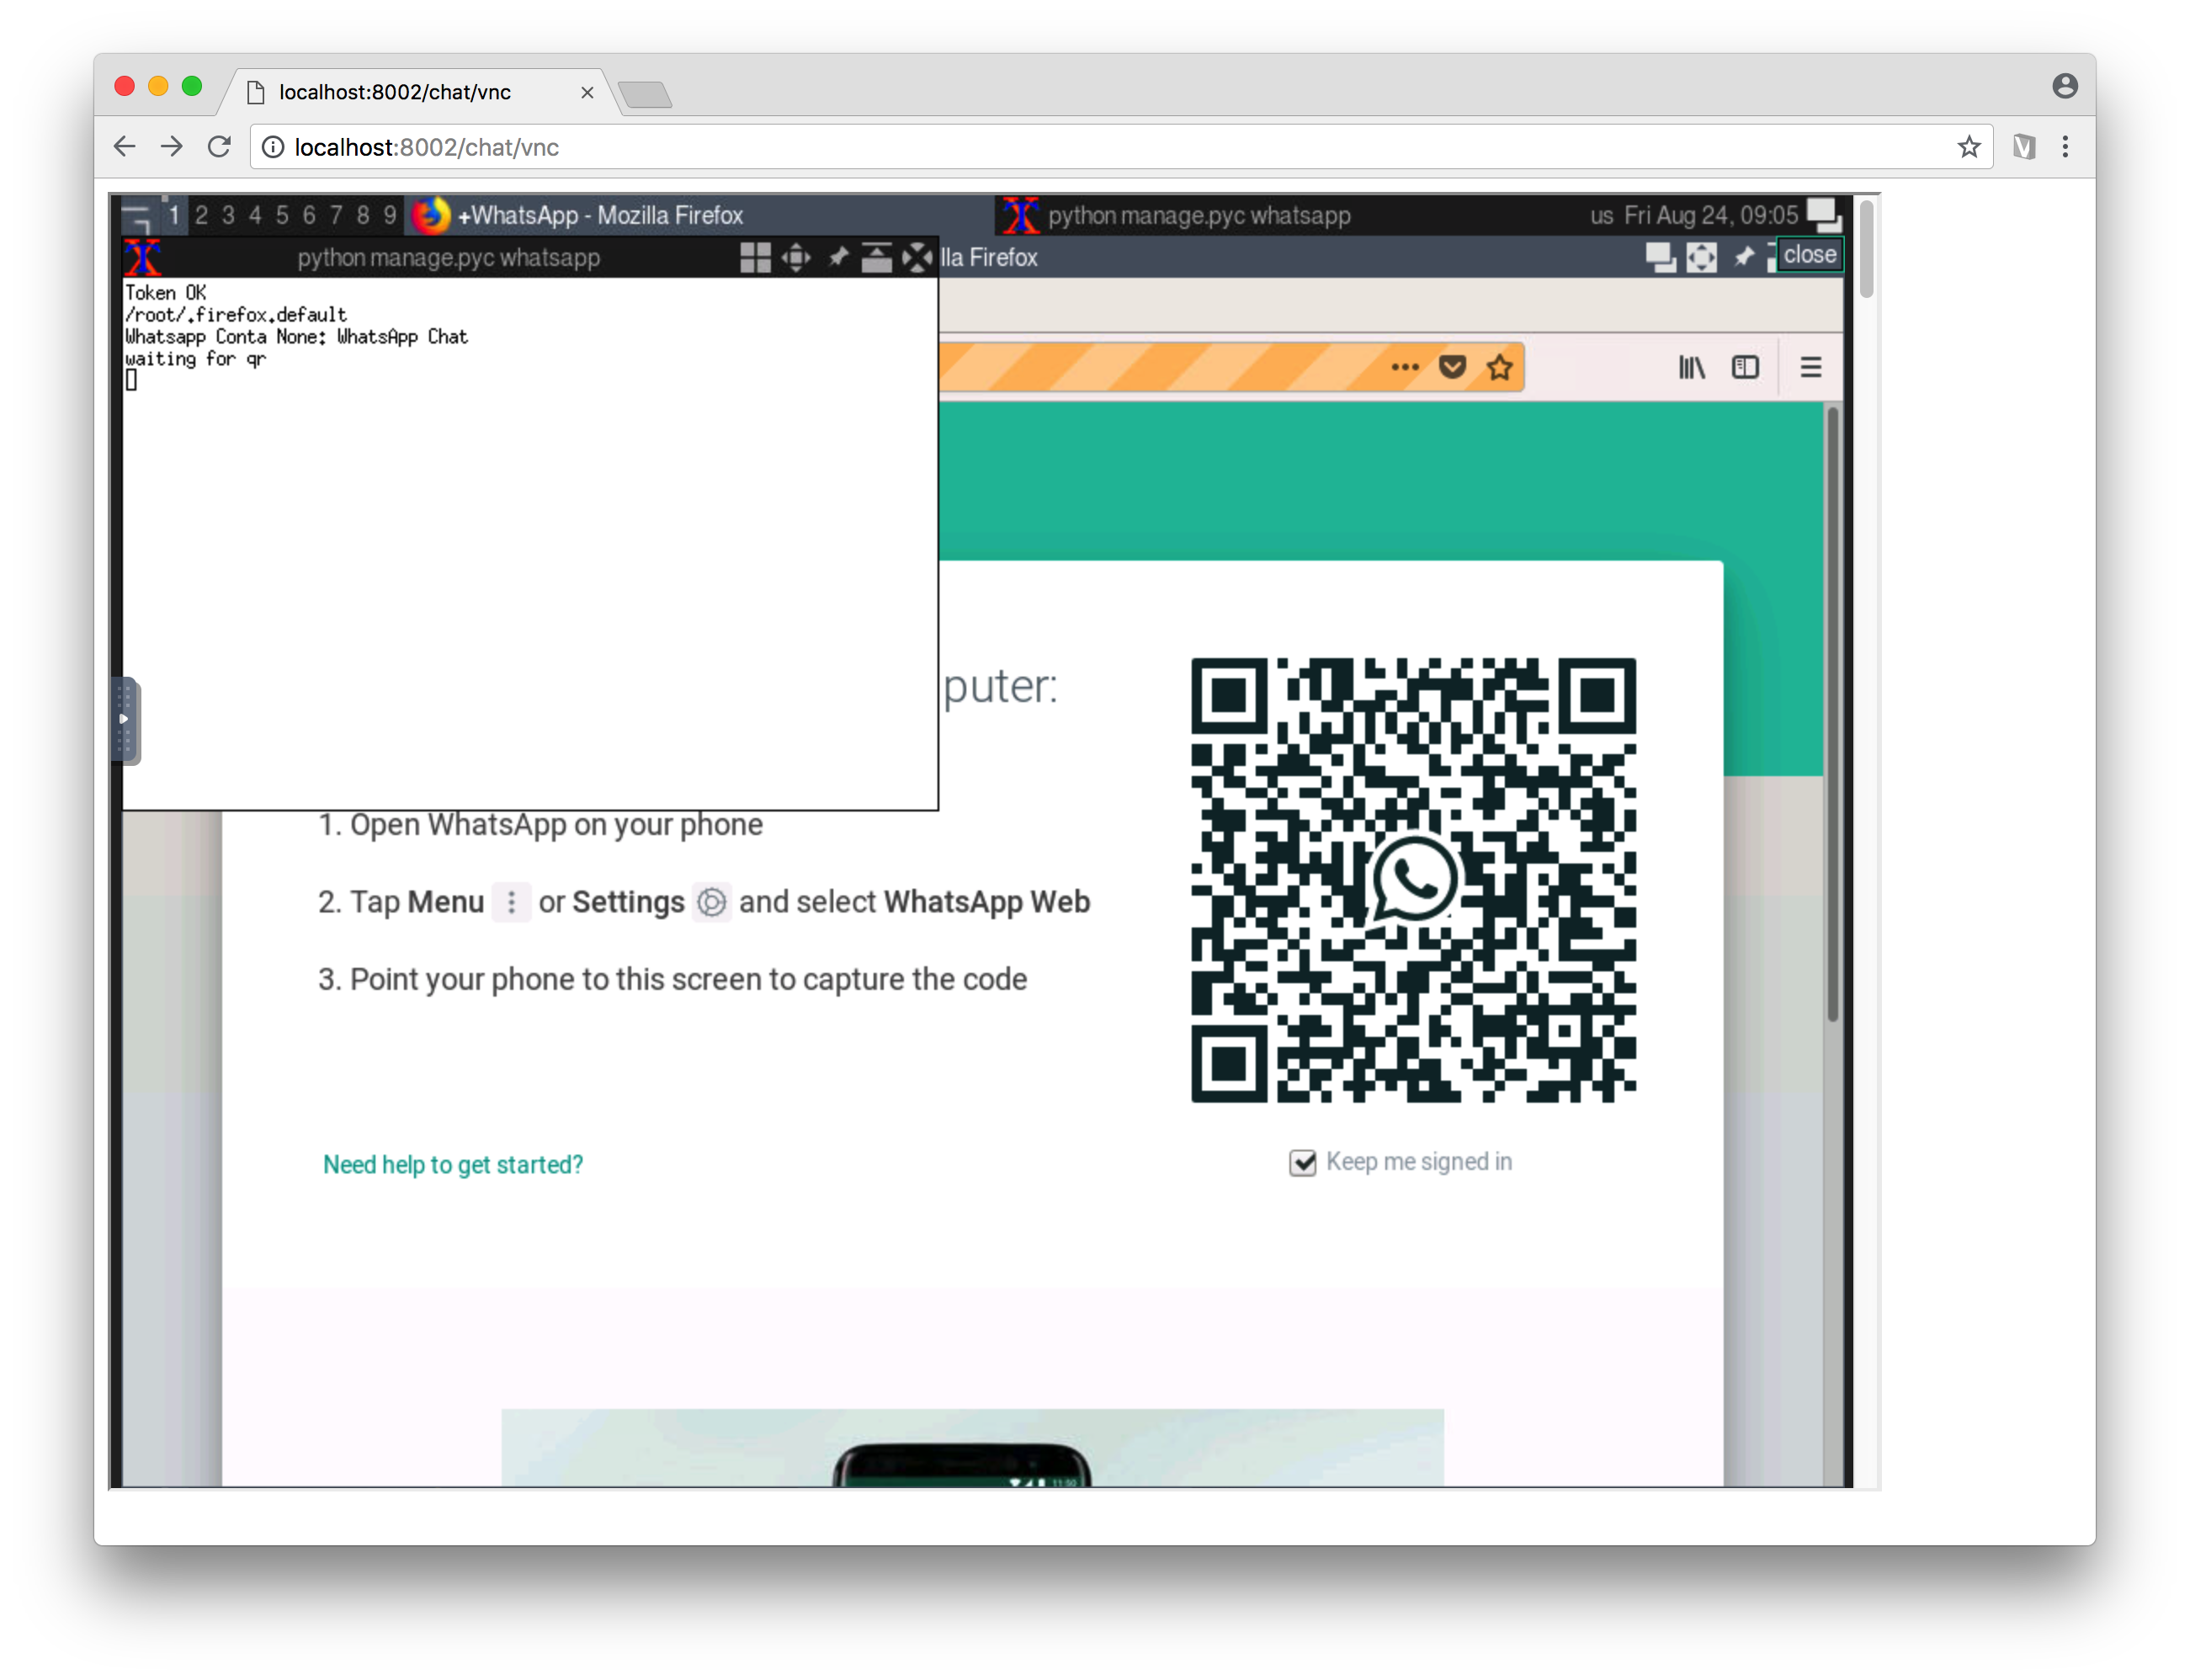 localhost:8002/chat/vnc
localhost:8002/chat/vnc
1 2 3 4 5 6 7 8 9 +WhatsApp - Mozilla Firefox python manage.pyc whatsapp us Fri Aug 24, 09:05
python manage.pyc whatsapp lla Firefox close
Token OK
/root/.firefox.default
Whatsapp Conta None: WhatsApp Chat
waiting for qr
puter:
1. Open WhatsApp on your phone
2. Tap Menu or Settings and select WhatsApp Web
3. Point your phone to this screen to capture the code
Need help to get started?
Keep me signed in
11:50